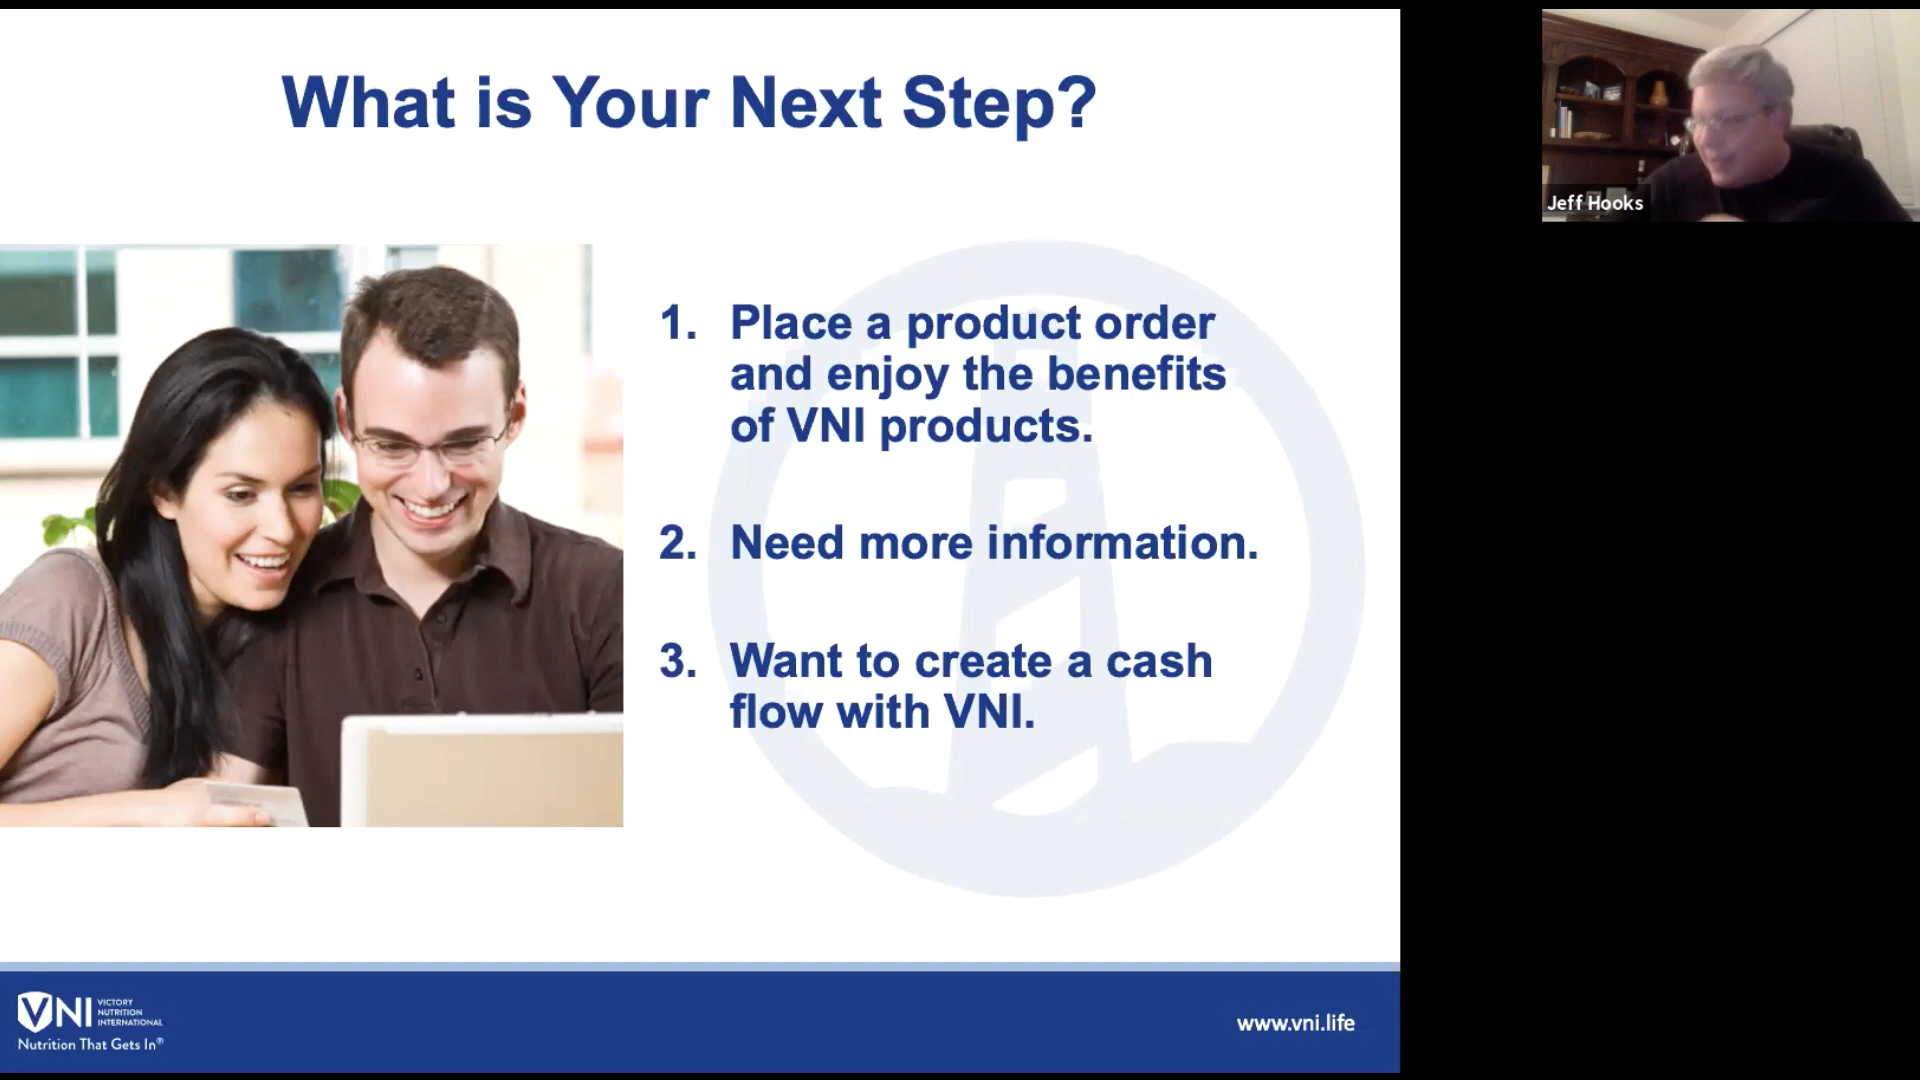 What is Your Next Step?
Jeff Hooks
1. Place a product order
and enjoy the benefits
of VNI products.
2. Need more information.
3. Want to create a cash
flow with VNI.
VNI VICTORY
NUTRITION
INTERNATIONAL
Nutrition That Gets In®
www.vni.life